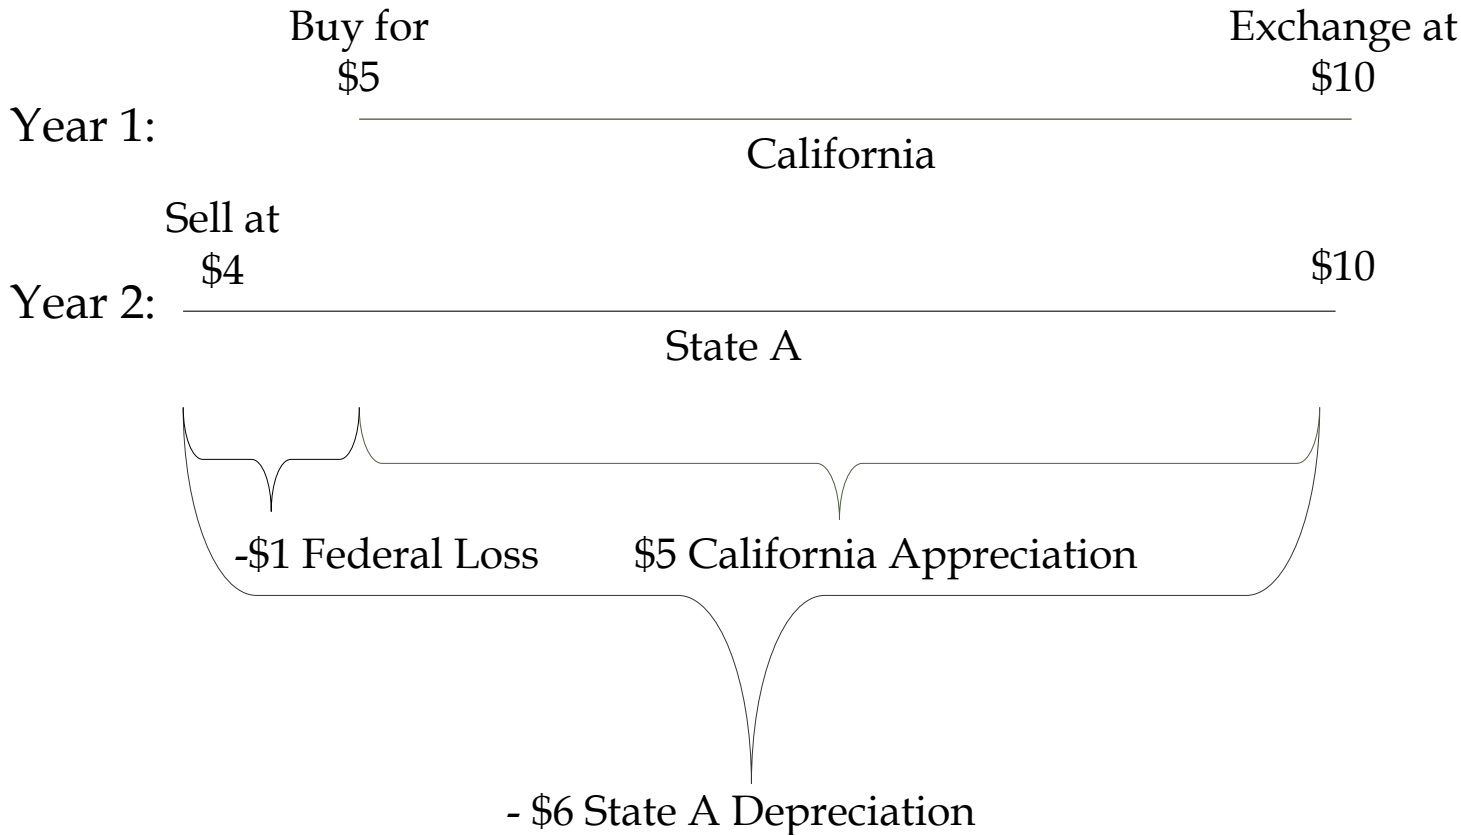 Buy for
$5
Exchange at
$10
Year 1:
California
Sell at
$4
$10
Year 2:
State A
-$1 Federal Loss
$5 California Appreciation
- $6 State A Depreciation